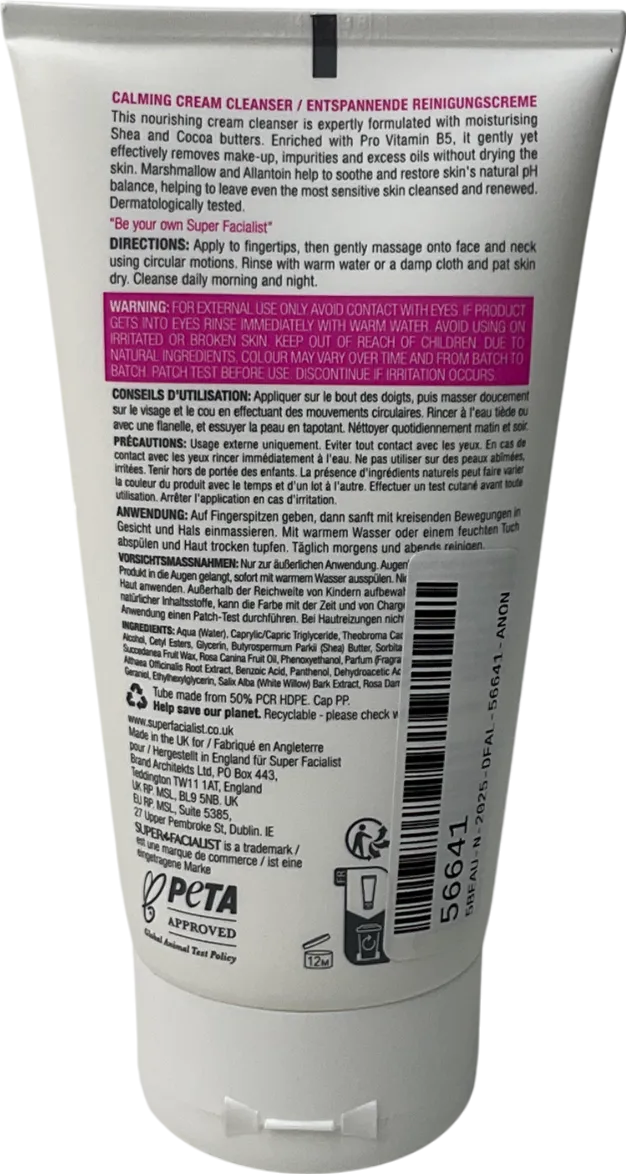 CALMING CREAM CLEANSER / ENTSPANNENDE REINIGUNGSCREME
This nourishing cream cleanser is expertly formulated with moisturising
Shea and Cocoa butters. Enriched with Pro Vitamin B5, it gently yet
effectively removes make-up, impurities and excess oils without drying the
skin. Marshmallow and Allantoin help to soothe and restore skin's natural pH
balance, helping to leave even the most sensitive skin cleansed and renewed.
Dermatologically tested.
"Be your own Super Facialist"
DIRECTIONS: Apply to fingertips, then gently massage onto face and neck
using circular motions. Rinse with warm water or a damp cloth and pat skin
dry. Cleanse daily morning and night.
WARNING: FOR EXTERNAL USE ONLY AVOID CONTACT WITH EYES. IF PRODUCT
GETS INTO EYES RINSE IMMEDIATELY WITH WARM WATER. AVOID USING ON
IRRITATED OR BROKEN SKIN. KEEP OUT OF REACH OF CHILDREN. DUE TO
NATURAL INGREDIENTS, COLOUR MAY VARY OVER TIME AND FROM BATCH TO
BATCH. PATCH TEST BEFORE USE. DISCONTINUE IF IRRITATION OCCURS.
CONSEILS D'UTILISATION: Appliquer sur le bout des doigts, puis masser doucement
sur le visage et le cou en effectuant des mouvements circulaires. Rincer à l'eau tiède ou
avec une flanelle, et essuyer la peau en tapotant. Néttoyer quotidiennement matin et soir.
PRÉCAUTIONS: Usage externe uniquement. Eviter tout contact avec les yeux. En cas de
contact avec les yeux rincer immédiatement à l'eau. Ne pas utiliser sur des peaux abîmées,
irritées. Tenir hors de portée des enfants. La présence d'ingrédients naturels peut faire varier
la couleur du produit avec le temps et d'un lot à l'autre. Effectuer un test cutané avant toute
utilisation. Arrêter l'application en cas d'irritation.
ANWENDUNG: Auf Fingerspitzen geben, dann sanft mit kreisenden Bewegungen in
Gesicht und Hals einmassieren. Mit warmem Wasser oder einem feuchten Tuch
abspülen und Haut trocken tupfen. Täglich morgens und abends reinigen.
VORSICHTSMASSNAHMEN: Nur zur äußerlichen Anwendung. Augen
Produkt in die Augen gelangt, sofort mit warmem Wasser ausspülen. Ni
Haut anwenden. Außerhalb der Reichweite von Kindern aufbewah
natürlicher Inhaltsstoffe, kann die Farbe mit der Zeit und von Charg
Anwendung einen Patch-Test durchführen. Bei Hautreizungen nich
INGREDIENTS: Aqua (Water), Caprylic/Capric Triglyceride, Theobroma Cac
Alcohol, Cetyl Esters, Glycerin, Butyrospermum Parkii (Shea) Butter, Sorbita
Succedanea Fruit Wax, Rosa Canina Fruit Oil, Phenoxyethanol, Parfum (Fragra
Althaea Officinalis Root Extract, Benzoic Acid, Panthenol, Dehydroacetic Ac
Geraniol, Ethylhexylglycerin, Salix Alba (White Willow) Bark Extract, Rosa Dam
Tube made from 50% PCR HDPE. Cap PP.
Help save our planet. Recyclable - please check w
www.superfacialist.co.uk
Made in the UK for / Fabriqué en Angleterre
pour / Hergestellt in England für Super Facialist
Brand Architekts Ltd, PO Box 443,
Teddington TW11 1AT, England
UK RP. MSL, BL9 5NB. UK
EU RP. MSL, Suite 5385,
27 Upper Pembroke St, Dublin. IE
SUPER FACIALIST is a trademark /
est une marque de commerce / ist eine
eingetragene Marke
PETA
APPROVED
Global Animal Test Policy
12M
FR
56641
5BEAU-N-2025-DFAL-56641-ANON